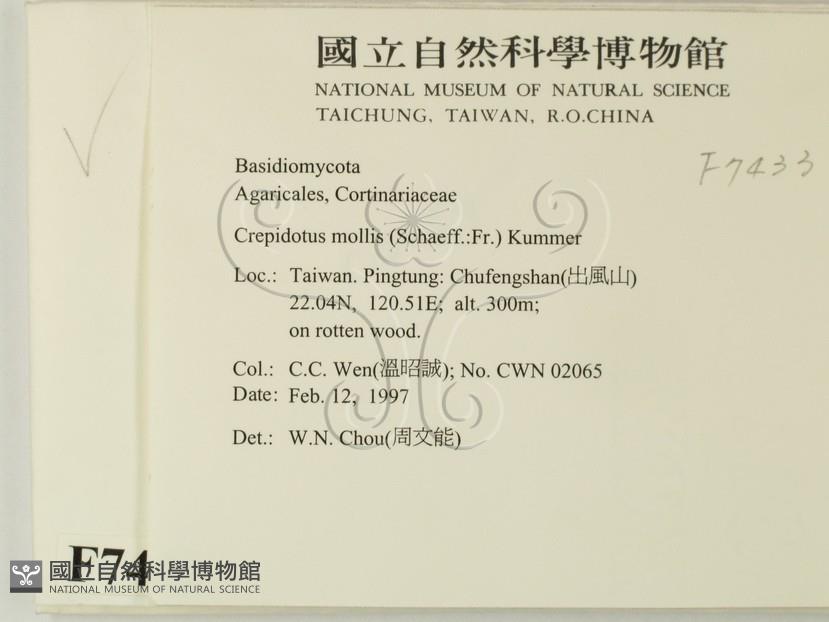 國立自然科學博物館
NATIONAL MUSEUM OF NATURAL SCIENCE
TAICHUNG, TAIWAN, R.O.CHINA
F7433
Basidiomycota
Agaricales, Cortinariaceae
Crepidotus mollis (Schaeff.:Fr.) Kummer
Loc.: Taiwan. Pingtung: Chufengshan(出風山)
22.04N, 120.51E; alt. 300m;
on rotten wood.
Col.: C.C. Wen(溫昭誠); No. CWN 02065
Date: Feb. 12, 1997
Det.: W.N. Chou(周文能)
F74
國立自然科學博物館
NATIONAL MUSEUM OF NATURAL SCIENCE